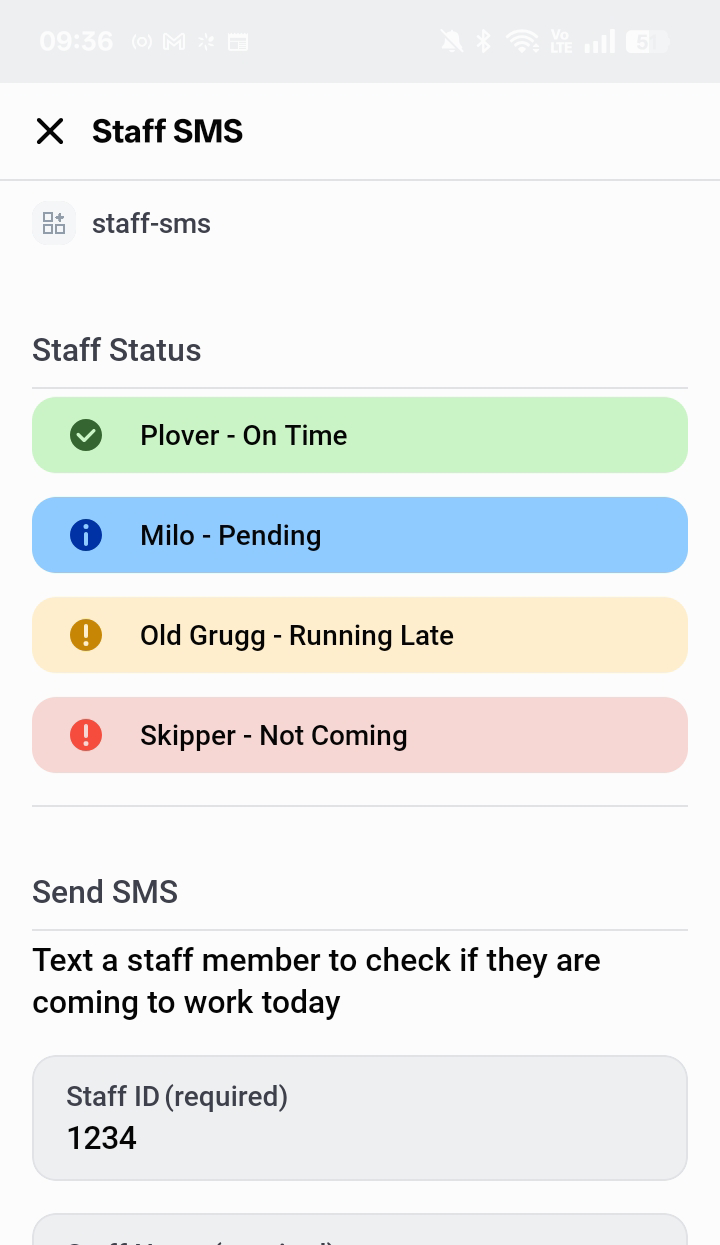 09:36
Vo
LTE
Staff SMS
staff-sms
Staff Status
Plover - On Time
Milo - Pending
Old Grugg - Running Late
Skipper - Not Coming
Send SMS
Text a staff member to check if they are
coming to work today
Staff ID (required)
1234